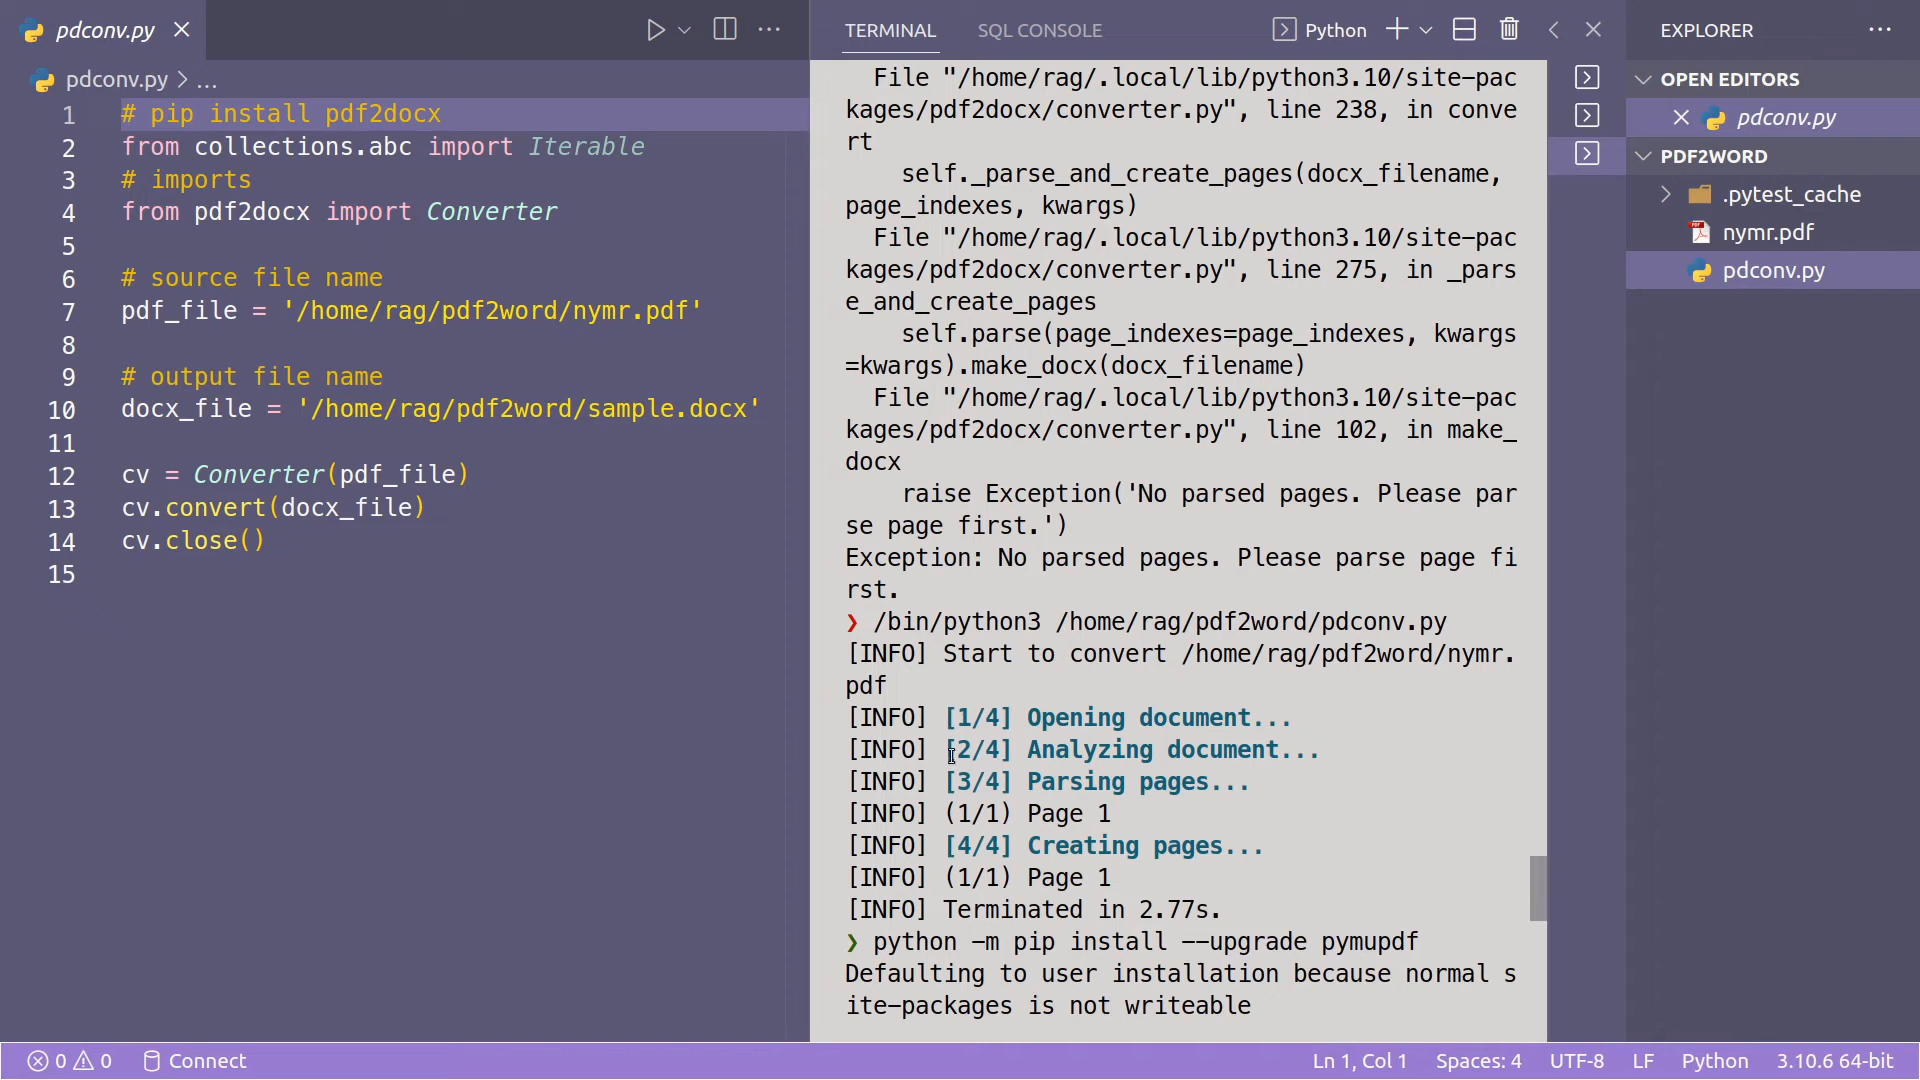 pdconv.py
pdconv.py > ...
1 # pip install pdf2docx
2 from collections.abc import Iterable
3 # imports
4 from pdf2docx import Converter
5
6 # source file name
7 pdf_file = '/home/rag/pdf2word/nymr.pdf'
8
9 # output file name
10 docx_file = '/home/rag/pdf2word/sample.docx'
11
12 cv = Converter(pdf_file)
13 cv.convert(docx_file)
14 cv.close()
15
TERMINAL SQL CONSOLE Python
File "/home/rag/.local/lib/python3.10/site-pac
kages/pdf2docx/converter.py", line 238, in conve
rt
self._parse_and_create_pages(docx_filename,
page_indexes, kwargs)
File "/home/rag/.local/lib/python3.10/site-pac
kages/pdf2docx/converter.py", line 275, in _pars
e_and_create_pages
self.parse(page_indexes=page_indexes, kwargs
=kwargs).make_docx(docx_filename)
File "/home/rag/.local/lib/python3.10/site-pac
kages/pdf2docx/converter.py", line 102, in make_
docx
raise Exception('No parsed pages. Please par
se page first.')
Exception: No parsed pages. Please parse page fi
rst.
❯ /bin/python3 /home/rag/pdf2word/pdconv.py
[INFO] Start to convert /home/rag/pdf2word/nymr.
pdf
[INFO] [1/4] Opening document...
[INFO] [2/4] Analyzing document...
[INFO] [3/4] Parsing pages...
[INFO] (1/1) Page 1
[INFO] [4/4] Creating pages...
[INFO] (1/1) Page 1
[INFO] Terminated in 2.77s.
❯ python -m pip install --upgrade pymupdf
Defaulting to user installation because normal s
ite-packages is not writeable
EXPLORER
OPEN EDITORS
pdconv.py
PDF2WORD
.pytest_cache
nymr.pdf
pdconv.py
0 0 Connect
Ln 1, Col 1 Spaces: 4 UTF-8 LF Python 3.10.6 64-bit